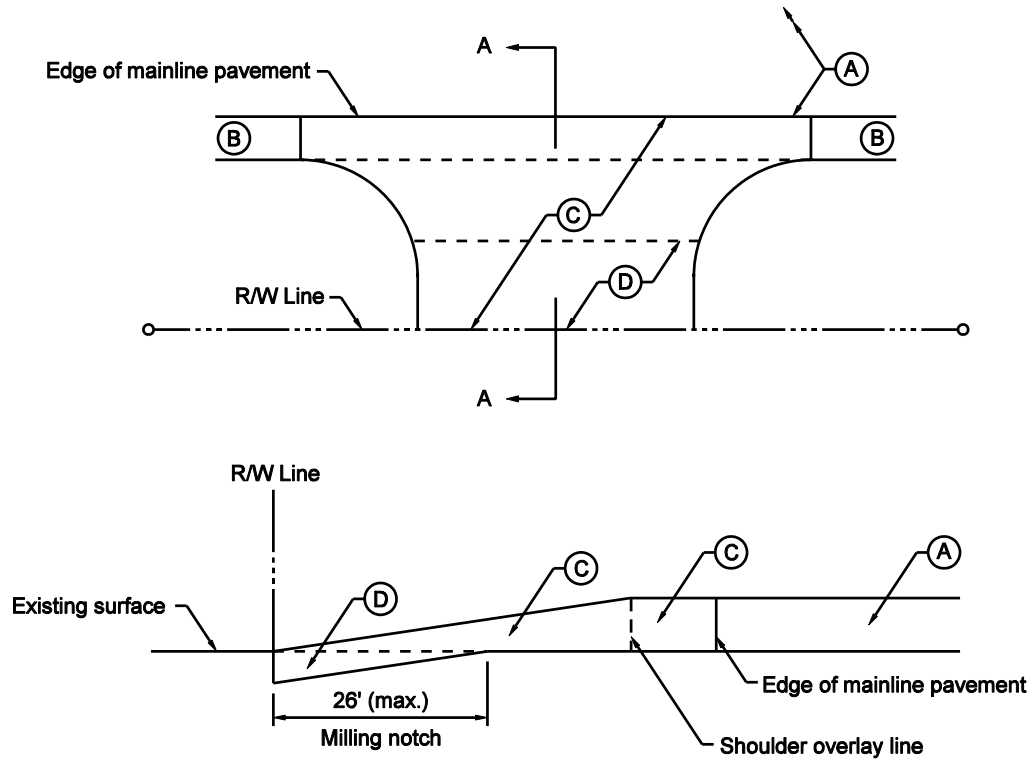 A
Edge of mainline pavement
A
B
B
C
D
R/W Line
A
R/W Line
C
C
A
D
Existing surface
26' (max.)
Milling notch
Edge of mainline pavement
Shoulder overlay line